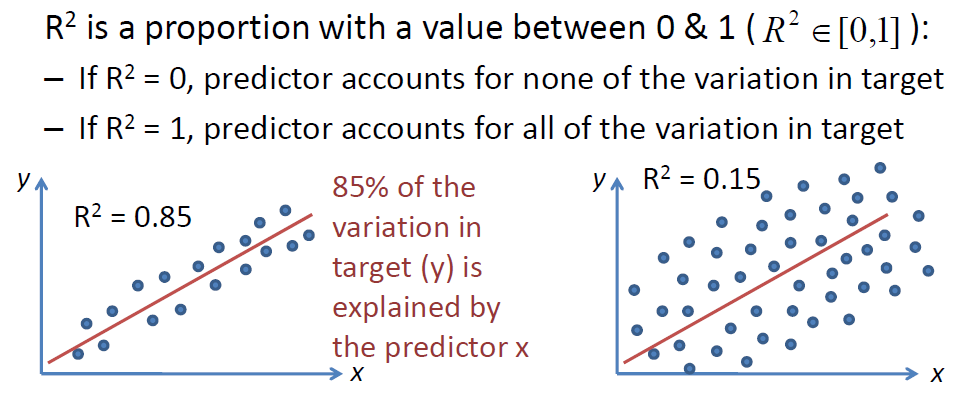 R² is a proportion with a value between 0 & 1 ( R² ∈ [0,1] ):
– If R² = 0, predictor accounts for none of the variation in target
– If R² = 1, predictor accounts for all of the variation in target
y
R² = 0.85
x
85% of the
variation in
target (y) is
explained by
the predictor x
y
R² = 0.15
x